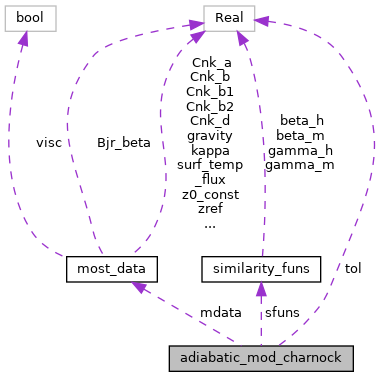 bool
Real
Cnk_a
Cnk_b
Cnk_b1
Cnk_b2
Cnk_d
gravity
kappa
surf_temp
_flux
z0_const
zref
...
beta_h
beta_m
gamma_h
gamma_m
visc
Bjr_beta
most_data
similarity_funs
tol
mdata
sfuns
adiabatic_mod_charnock